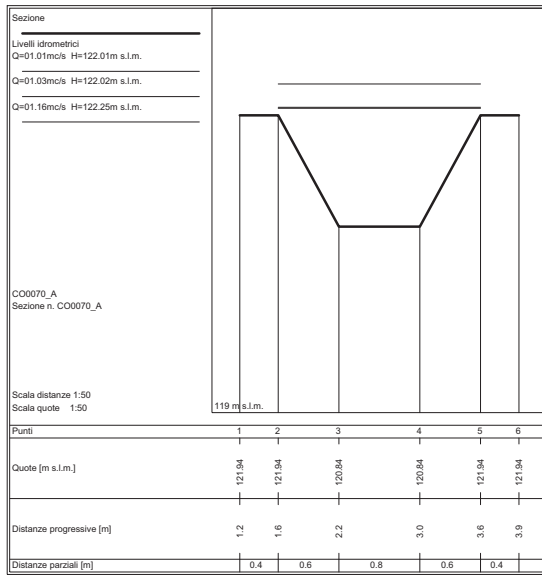 Sezione
Livelli idrometrici
Q=01.01mc/s H=122.01m s.l.m.
Q=01.03mc/s H=122.02m s.l.m.
Q=01.16mc/s H=122.25m s.l.m.
CO0070_A
Sezione n. CO0070_A
Scala distanze 1:50
Scala quote 1:50
119 m s.l.m.
Punti 1 2 3 4 5 6
Quote [m s.l.m.] 121.94 121.94 120.84 120.84 121.94 121.94
Distanze progressive [m] 1.2 1.6 2.2 3.0 3.6 3.9
Distanze parziali [m] 0.4 0.6 0.8 0.6 0.4